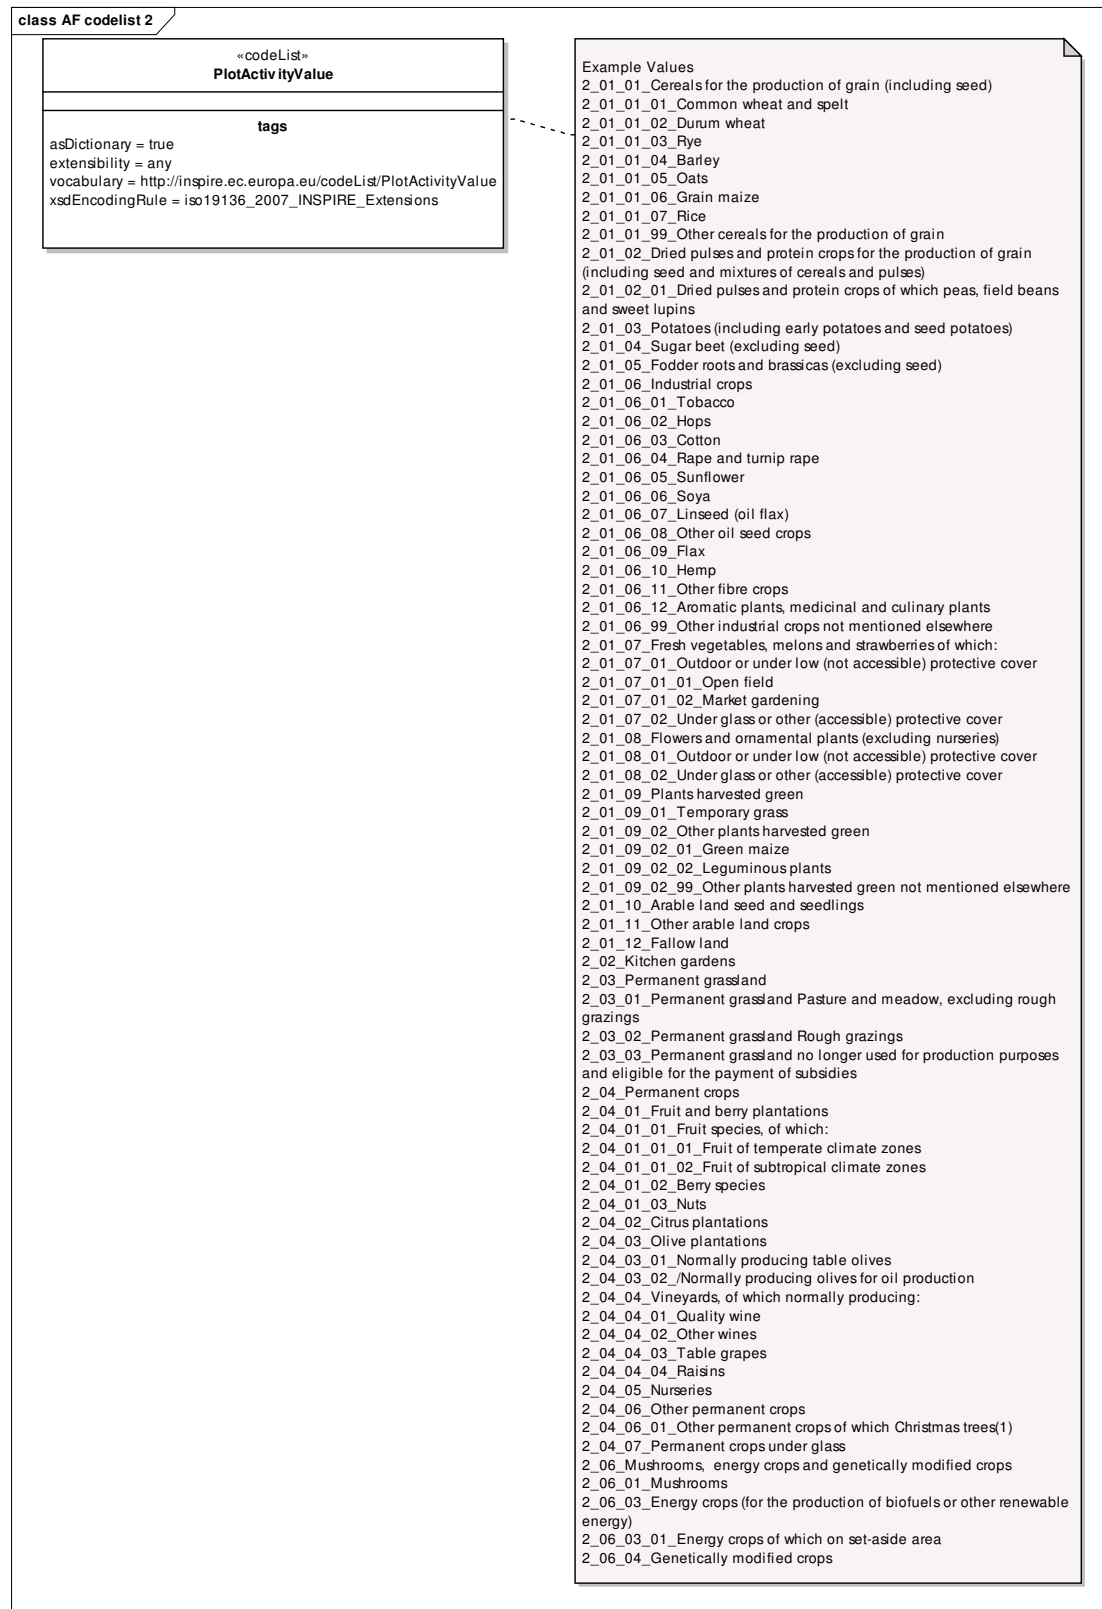 class AF codelist 2
«codeList»
PlotActivityValue
tags
asDictionary = true
extensibility = any
vocabulary = http://inspire.ec.europa.eu/codeList/PlotActivityValue
xsdEncodingRule = iso19136_2007_INSPIRE_Extensions
Example Values
2_01_01_Cereals for the production of grain (including seed)
2_01_01_01_Common wheat and spelt
2_01_01_02_Durum wheat
2_01_01_03_Rye
2_01_01_04_Barley
2_01_01_05_Oats
2_01_01_06_Grain maize
2_01_01_07_Rice
2_01_01_99_Other cereals for the production of grain
2_01_02_Dried pulses and protein crops for the production of grain
(including seed and mixtures of cereals and pulses)
2_01_02_01_Dried pulses and protein crops of which peas, field beans
and sweet lupins
2_01_03_Potatoes (including early potatoes and seed potatoes)
2_01_04_Sugar beet (excluding seed)
2_01_05_Fodder roots and brassicas (excluding seed)
2_01_06_Industrial crops
2_01_06_01_Tobacco
2_01_06_02_Hops
2_01_06_03_Cotton
2_01_06_04_Rape and turnip rape
2_01_06_05_Sunflower
2_01_06_06_Soya
2_01_06_07_Linseed (oil flax)
2_01_06_08_Other oil seed crops
2_01_06_09_Flax
2_01_06_10_Hemp
2_01_06_11_Other fibre crops
2_01_06_12_Aromatic plants, medicinal and culinary plants
2_01_06_99_Other industrial crops not mentioned elsewhere
2_01_07_Fresh vegetables, melons and strawberries of which:
2_01_07_01_Outdoor or under low (not accessible) protective cover
2_01_07_01_01_Open field
2_01_07_01_02_Market gardening
2_01_07_02_Under glass or other (accessible) protective cover
2_01_08_Flowers and ornamental plants (excluding nurseries)
2_01_08_01_Outdoor or under low (not accessible) protective cover
2_01_08_02_Under glass or other (accessible) protective cover
2_01_09_Plants harvested green
2_01_09_01_Temporary grass
2_01_09_02_Other plants harvested green
2_01_09_02_01_Green maize
2_01_09_02_02_Leguminous plants
2_01_09_02_99_Other plants harvested green not mentioned elsewhere
2_01_10_Arable land seed and seedlings
2_01_11_Other arable land crops
2_01_12_Fallow land
2_02_Kitchen gardens
2_03_Permanent grassland
2_03_01_Permanent grassland Pasture and meadow, excluding rough
grazings
2_03_02_Permanent grassland Rough grazings
2_03_03_Permanent grassland no longer used for production purposes
and eligible for the payment of subsidies
2_04_Permanent crops
2_04_01_Fruit and berry plantations
2_04_01_01_Fruit species, of which:
2_04_01_01_01_Fruit of temperate climate zones
2_04_01_01_02_Fruit of subtropical climate zones
2_04_01_02_Berry species
2_04_01_03_Nuts
2_04_02_Citrus plantations
2_04_03_Olive plantations
2_04_03_01_Normally producing table olives
2_04_03_02_/Normally producing olives for oil production
2_04_04_Vineyards, of which normally producing:
2_04_04_01_Quality wine
2_04_04_02_Other wines
2_04_04_03_Table grapes
2_04_04_04_Raisins
2_04_05_Nurseries
2_04_06_Other permanent crops
2_04_06_01_Other permanent crops of which Christmas trees(1)
2_04_07_Permanent crops under glass
2_06_Mushrooms, energy crops and genetically modified crops
2_06_01_Mushrooms
2_06_03_Energy crops (for the production of biofuels or other renewable
energy)
2_06_03_01_Energy crops of which on set-aside area
2_06_04_Genetically modified crops